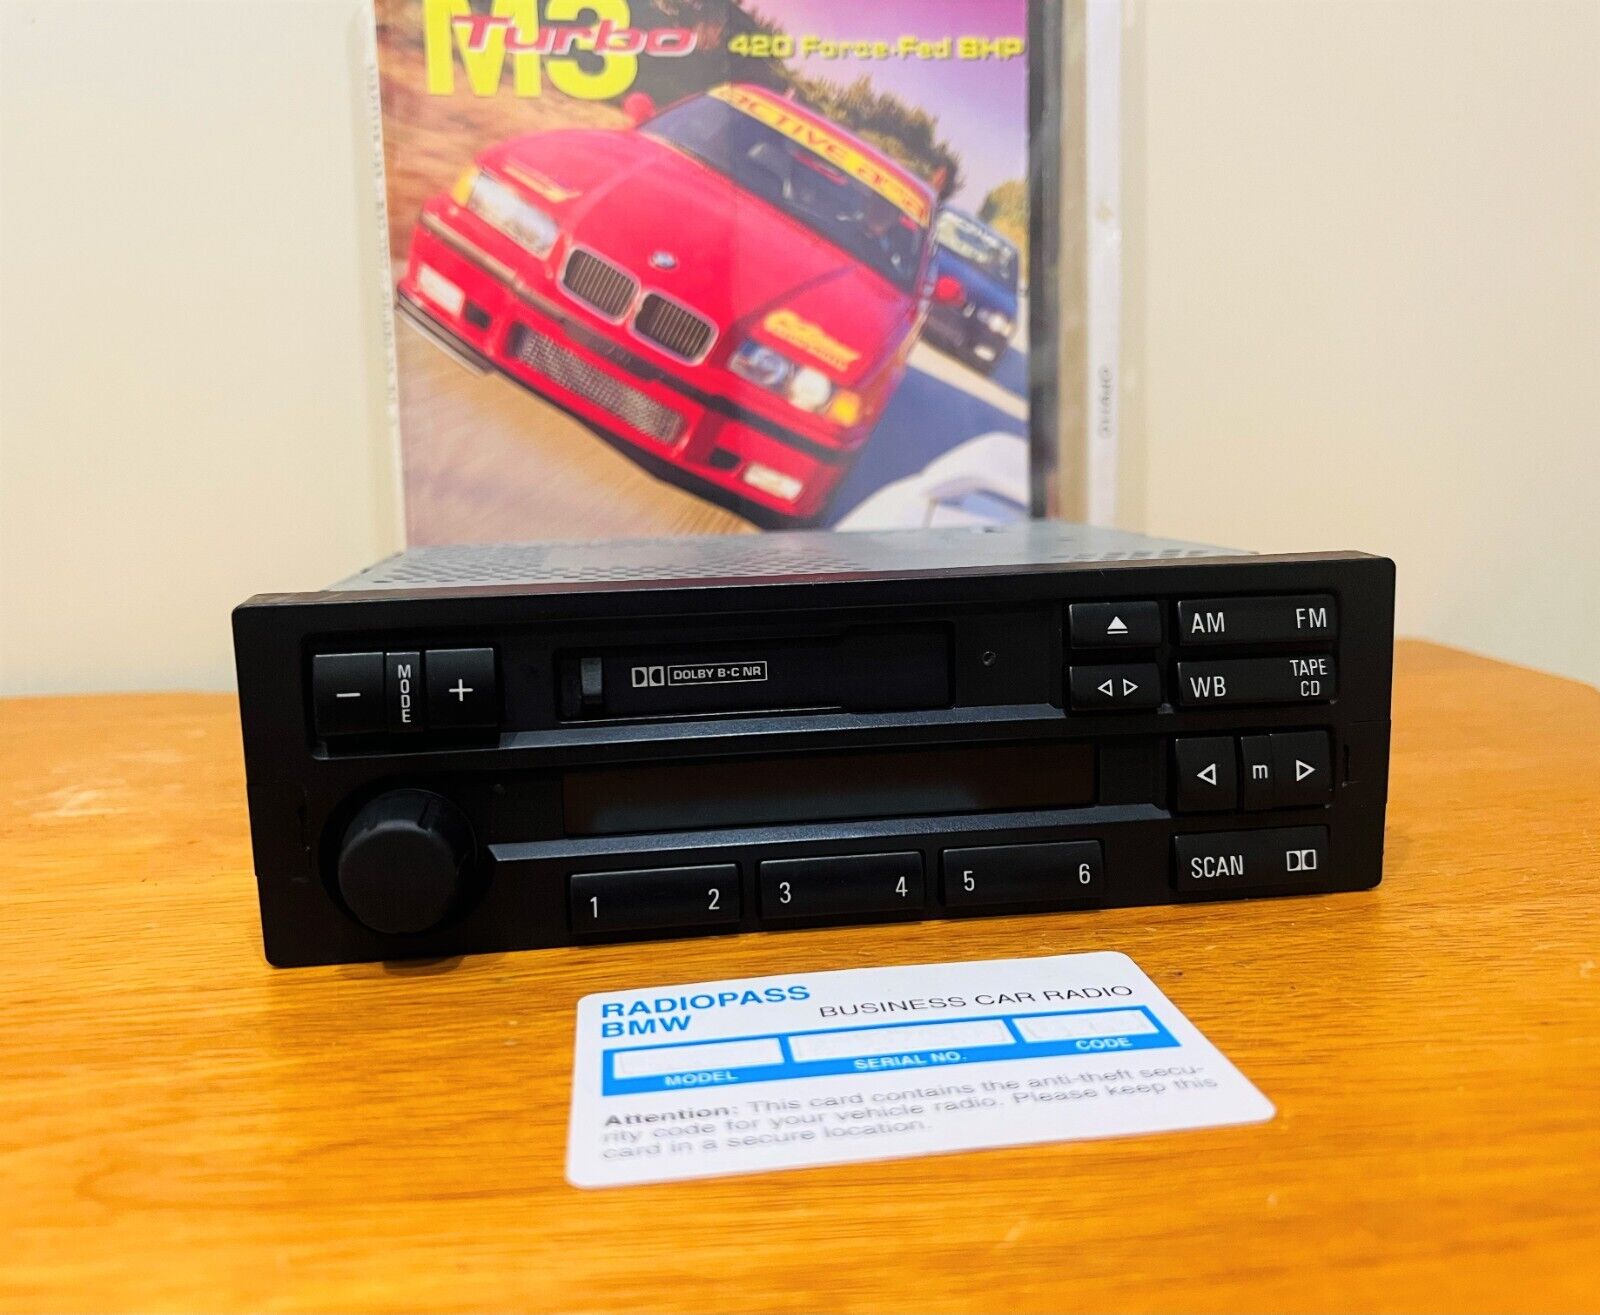 M3
Turbo
420 Force-Fed BHP
ACTIVE
MODE
DOLBY B·C NR
AM FM
WB TAPE CD
m
SCAN
1 2 3 4 5 6
RADIOPASS
BMW
BUSINESS CAR RADIO
MODEL
SERIAL NO.
CODE
Attention: This card contains the anti-theft secu-
rity code for your vehicle radio. Please keep this
card in a secure location.